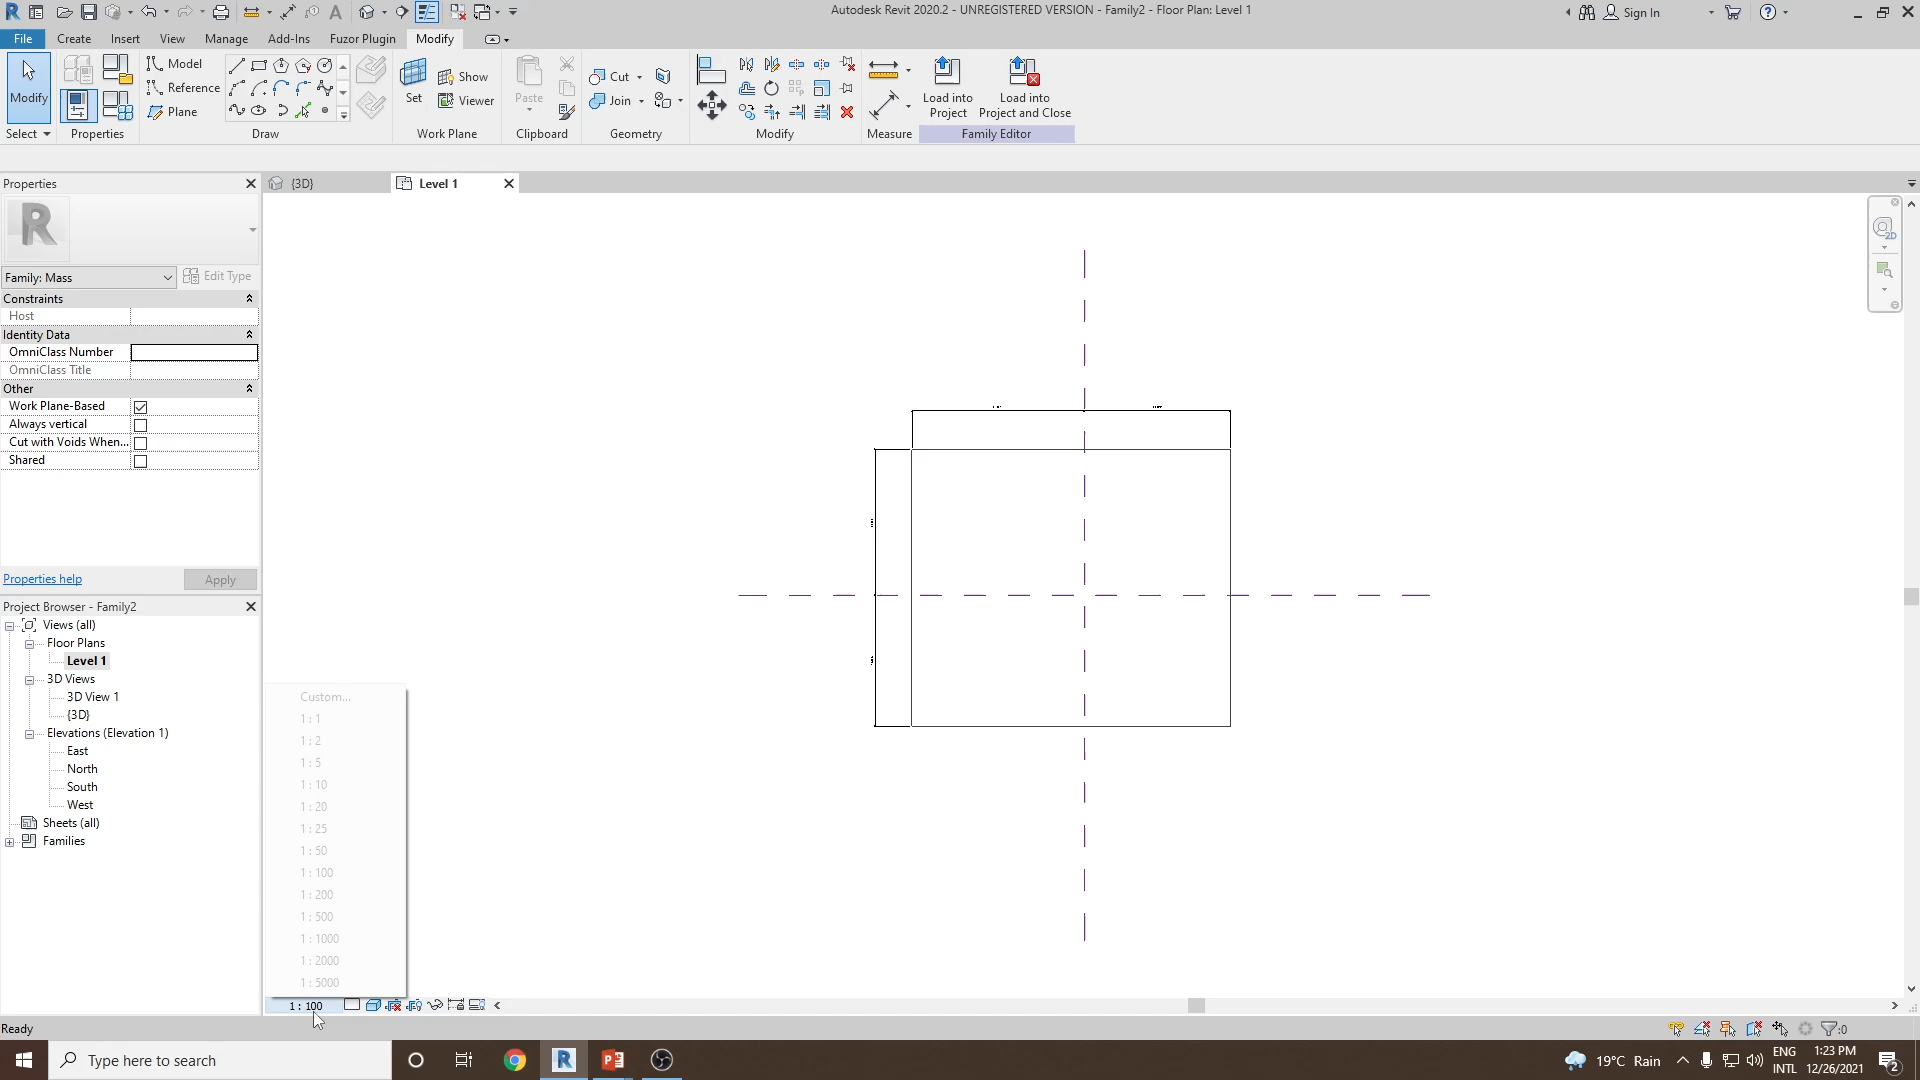 Autodesk Revit 2020.2 - UNREGISTERED VERSION - Family2 - Floor Plan: Level 1
Sign In
File
Create
Insert
View
Manage
Add-Ins
Fuzor Plugin
Modify
Modify
Select
Properties
Model
Reference
Plane
Draw
Set
Show
Viewer
Work Plane
Paste
Clipboard
Cut
Join
Geometry
Modify
Measure
Load into
Project
Load into
Project and Close
Family Editor
Properties
{3D}
Level 1
R
Family: Mass
Edit Type
Constraints
Host
Identity Data
OmniClass Number
OmniClass Title
Other
Work Plane-Based
Always vertical
Cut with Voids When...
Shared
Properties help
Apply
Project Browser - Family2
Views (all)
Floor Plans
Level 1
3D Views
3D View 1
{3D}
Elevations (Elevation 1)
East
North
South
West
Sheets (all)
Families
Custom...
1 : 1
1 : 2
1 : 5
1 : 10
1 : 20
1 : 25
1 : 50
1 : 100
1 : 200
1 : 500
1 : 1000
1 : 2000
1 : 5000
1 : 100
2D
Ready
:0
Type here to search
19°C Rain
ENG
INTL
1:23 PM
12/26/2021
2